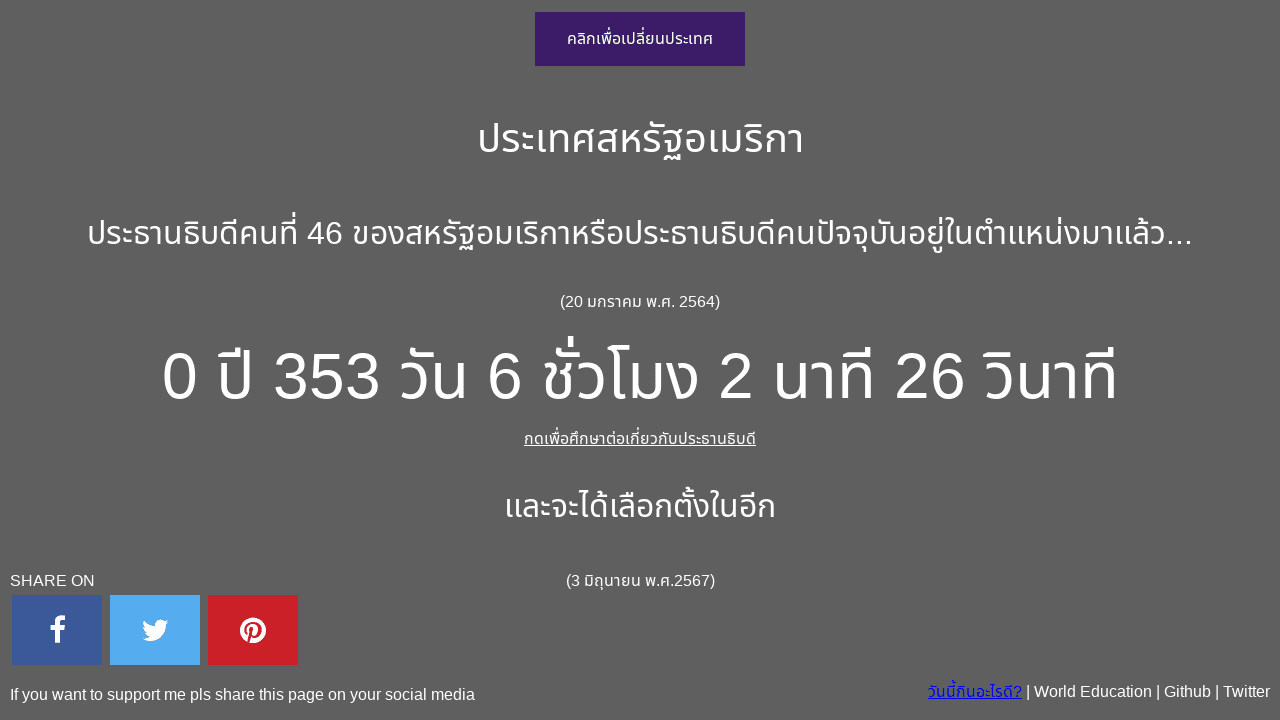 คลิกเพื่อเปลี่ยนประเทศ
ประเทศสหรัฐอเมริกา
ประธานธิบดีคนที่ 46 ของสหรัฐอมเริกาหรือประธานธิบดีคนปัจจุบันอยู่ในตำแหน่งมาแล้ว...
(20 มกราคม พ.ศ. 2564)
0 ปี 353 วัน 6 ชั่วโมง 2 นาที 26 วินาที
กดเพื่อศึกษาต่อเกี่ยวกับประธานธิบดี
และจะได้เลือกตั้งในอีก
(3 มิถุนายน พ.ศ.2567)
SHARE ON
If you want to support me pls share this page on your social media
วันนี้กินอะไรดี? | World Education | Github | Twitter